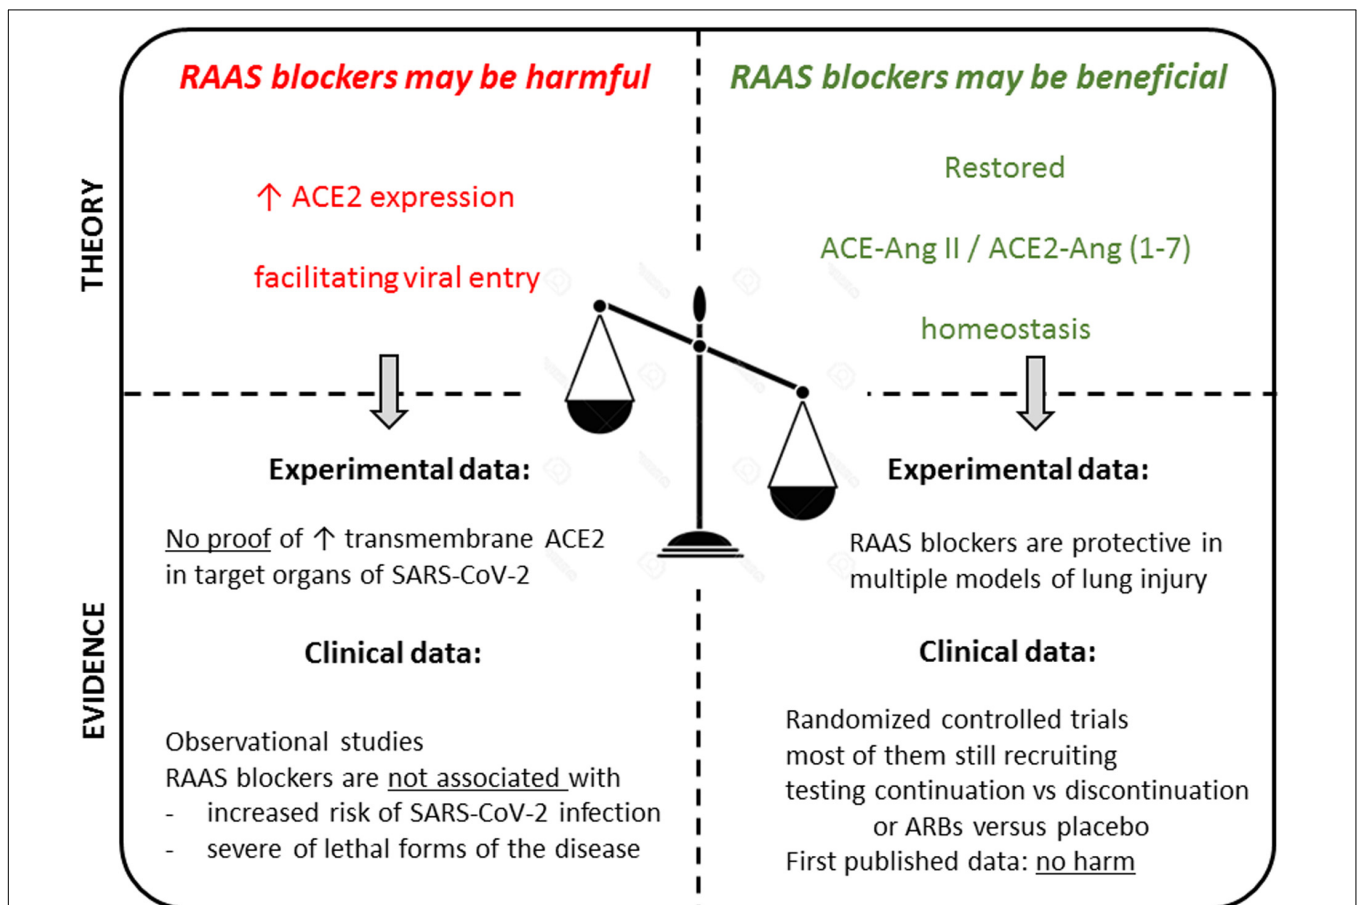 RAAS blockers may be harmful
RAAS blockers may be beneficial
THEORY
↑ ACE2 expression
facilitating viral entry
Restored
ACE-Ang II / ACE2-Ang (1-7)
homeostasis
EVIDENCE
Experimental data:
No proof of ↑ transmembrane ACE2
in target organs of SARS-CoV-2
Clinical data:
Observational studies
RAAS blockers are not associated with
- increased risk of SARS-CoV-2 infection
- severe of lethal forms of the disease
Experimental data:
RAAS blockers are protective in
multiple models of lung injury
Clinical data:
Randomized controlled trials
most of them still recruiting
testing continuation vs discontinuation
or ARBs versus placebo
First published data: no harm